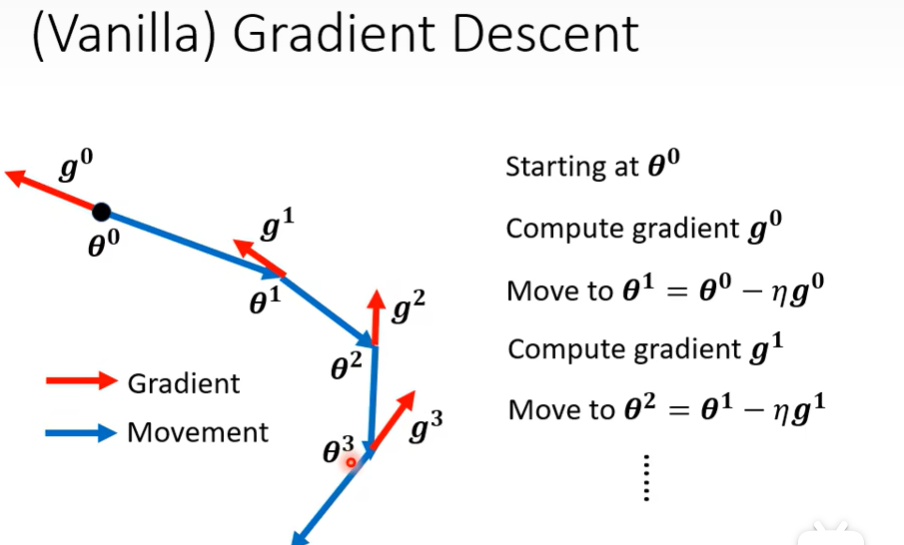 (Vanilla) Gradient Descent
g⁰
θ⁰
g¹
θ¹
g²
θ²
g³
θ³
Gradient
Movement
Starting at θ⁰
Compute gradient g⁰
Move to θ¹ = θ⁰ − ηg⁰
Compute gradient g¹
Move to θ² = θ¹ − ηg¹
……